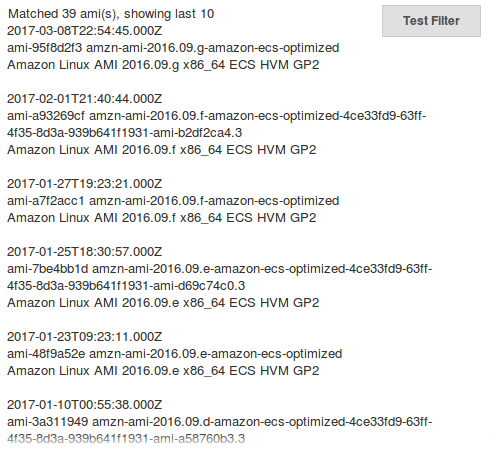 Matched 39 ami(s), showing last 10
Test Filter
2017-03-08T22:54:45.000Z
ami-95f8d2f3 amzn-ami-2016.09.g-amazon-ecs-optimized
Amazon Linux AMI 2016.09.g x86_64 ECS HVM GP2
2017-02-01T21:40:44.000Z
ami-a93269cf amzn-ami-2016.09.f-amazon-ecs-optimized-4ce33fd9-63ff-
4f35-8d3a-939b641f1931-ami-b2df2ca4.3
Amazon Linux AMI 2016.09.f x86_64 ECS HVM GP2
2017-01-27T19:23:21.000Z
ami-a7f2acc1 amzn-ami-2016.09.f-amazon-ecs-optimized
Amazon Linux AMI 2016.09.f x86_64 ECS HVM GP2
2017-01-25T18:30:57.000Z
ami-7be4bb1d amzn-ami-2016.09.e-amazon-ecs-optimized-4ce33fd9-63ff-
4f35-8d3a-939b641f1931-ami-d69c74c0.3
Amazon Linux AMI 2016.09.e x86_64 ECS HVM GP2
2017-01-23T09:23:11.000Z
ami-48f9a52e amzn-ami-2016.09.e-amazon-ecs-optimized
Amazon Linux AMI 2016.09.e x86_64 ECS HVM GP2
2017-01-10T00:55:38.000Z
ami-3a311949 amzn-ami-2016.09.d-amazon-ecs-optimized-4ce33fd9-63ff-
4f35-8d3a-939b641f1931-ami-a58760b3.3